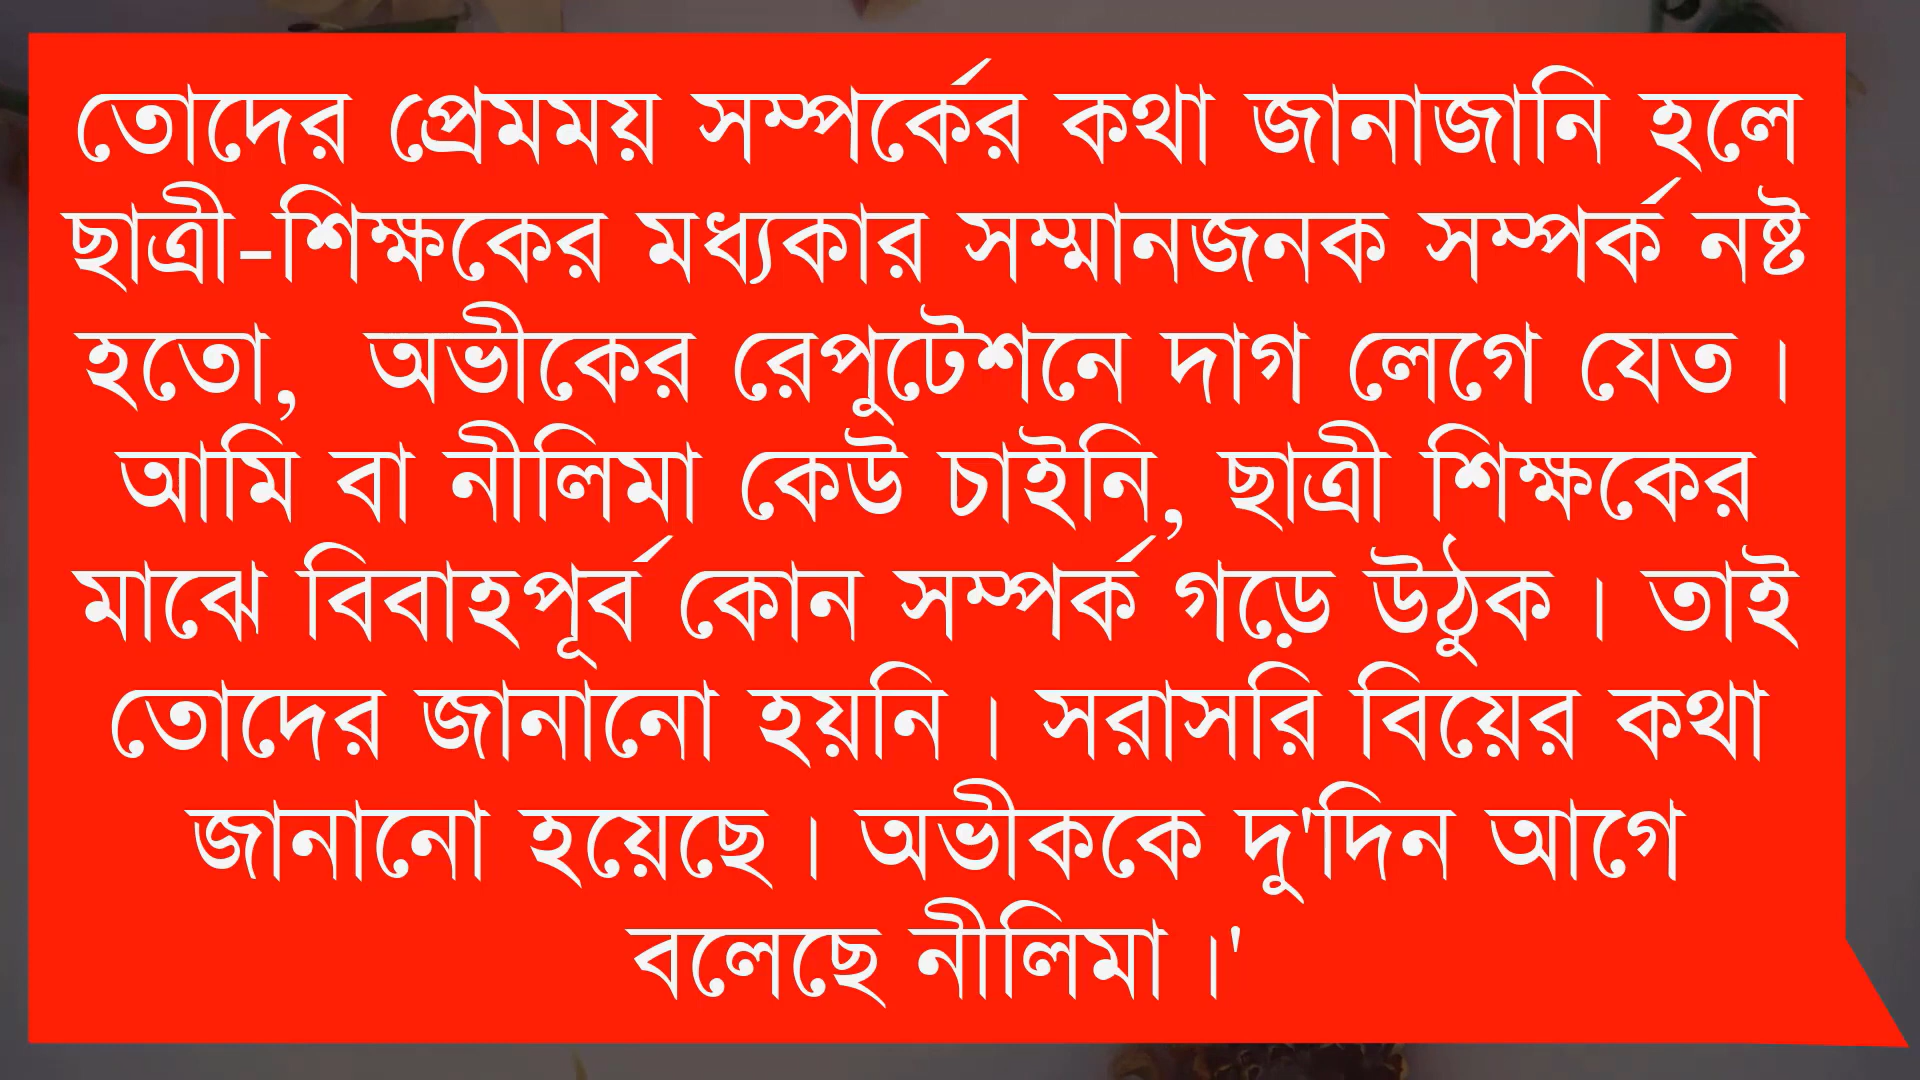 তোদের প্রেমময় সম্পর্কের কথা জানাজানি হলে
ছাত্রী-শিক্ষকের মধ্যকার সম্মানজনক সম্পর্ক নষ্ট
হতো,  অভীকের রেপুটেশনে দাগ লেগে যেত।
আমি বা নীলিমা কেউ চাইনি, ছাত্রী শিক্ষকের
মাঝে বিবাহপূর্ব কোন সম্পর্ক গড়ে উঠুক। তাই
তোদের জানানো হয়নি। সরাসরি বিয়ের কথা
জানানো হয়েছে। অভীককে দু'দিন আগে
বলেছে নীলিমা।'